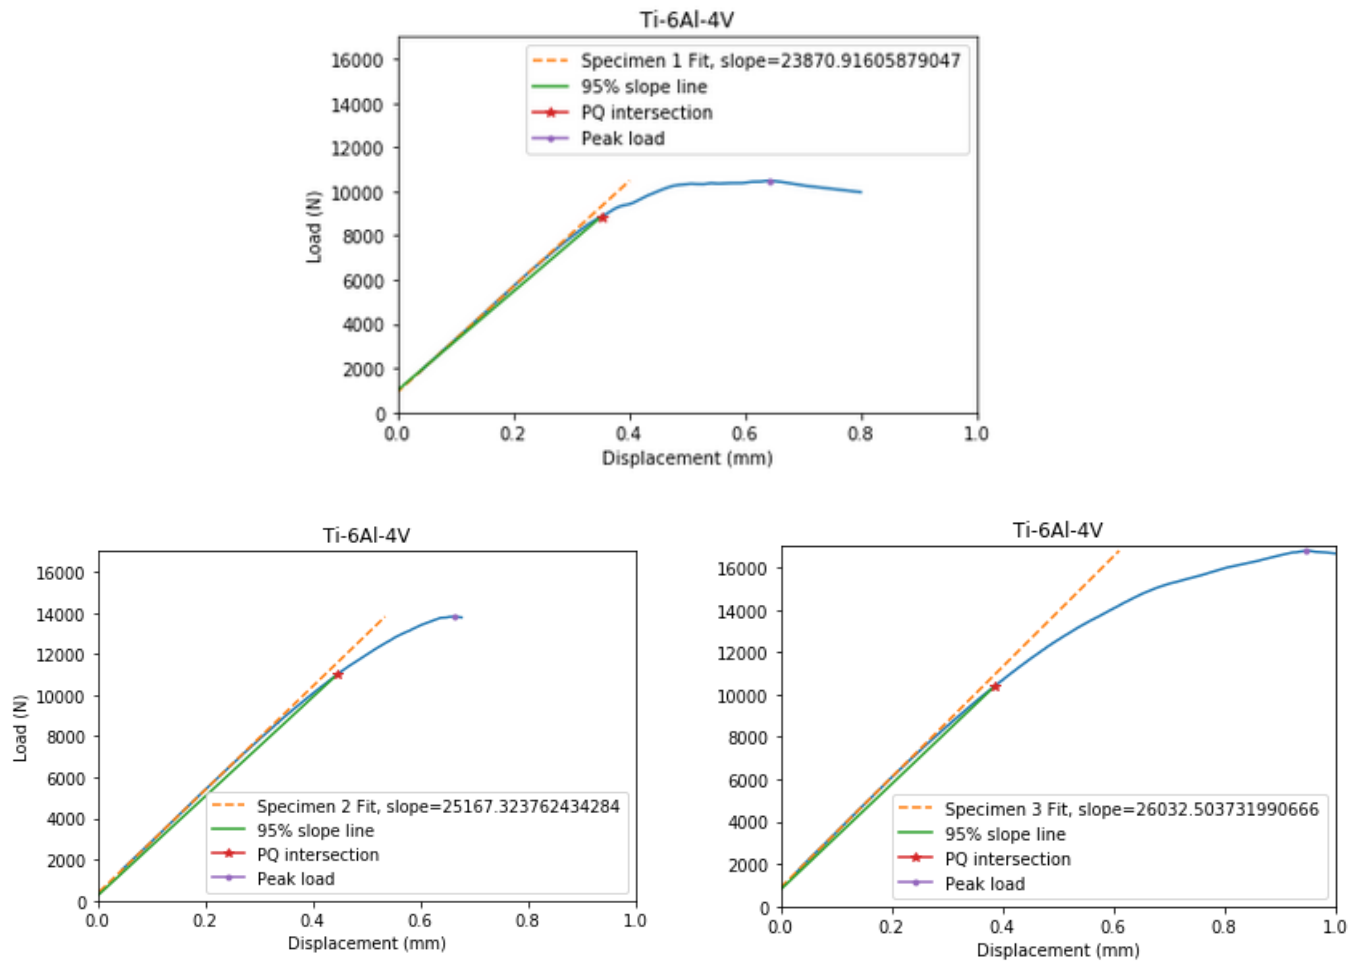 Ti-6Al-4V
Specimen 1 Fit, slope=23870.91605879047
95% slope line
PQ intersection
Peak load
16000
14000
12000
10000
8000
6000
4000
2000
0
Load (N)
0.0 0.2 0.4 0.6 0.8 1.0
Displacement (mm)
Ti-6Al-4V
16000
14000
12000
10000
8000
6000
4000
2000
0
Load (N)
Specimen 2 Fit, slope=25167.323762434284
95% slope line
PQ intersection
Peak load
0.0 0.2 0.4 0.6 0.8 1.0
Displacement (mm)
Ti-6Al-4V
16000
14000
12000
10000
8000
6000
4000
2000
0
Specimen 3 Fit, slope=26032.503731990666
95% slope line
PQ intersection
Peak load
0.0 0.2 0.4 0.6 0.8 1.0
Displacement (mm)